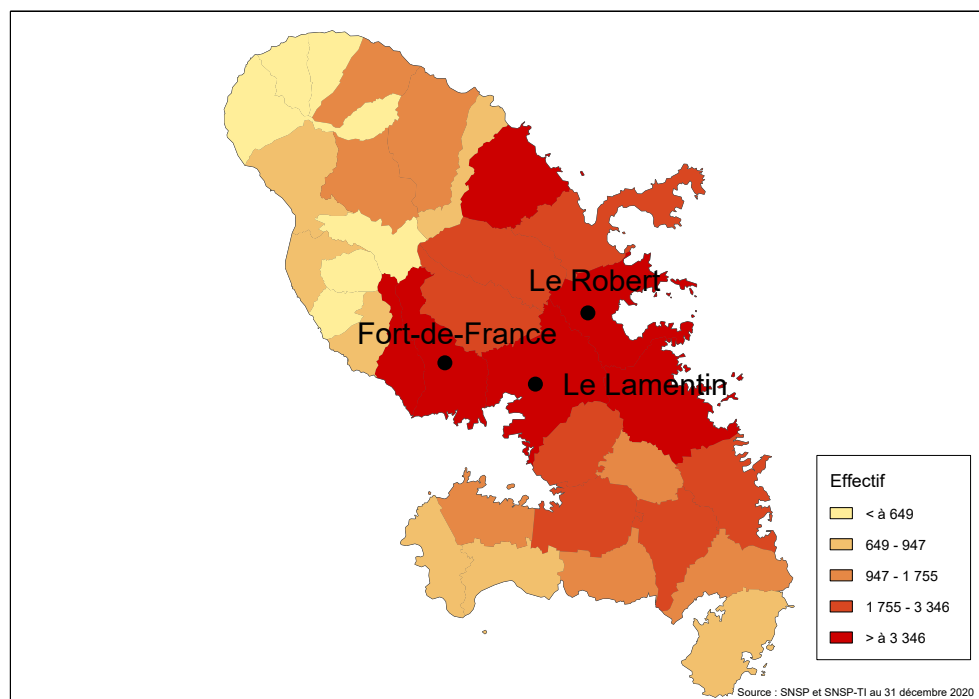 Le Robert
Fort-de-France
Le Lamentin
Effectif
< à 649
649 - 947
947 - 1 755
1 755 - 3 346
> à 3 346
Source : SNSP et SNSP-TI au 31 décembre 2020